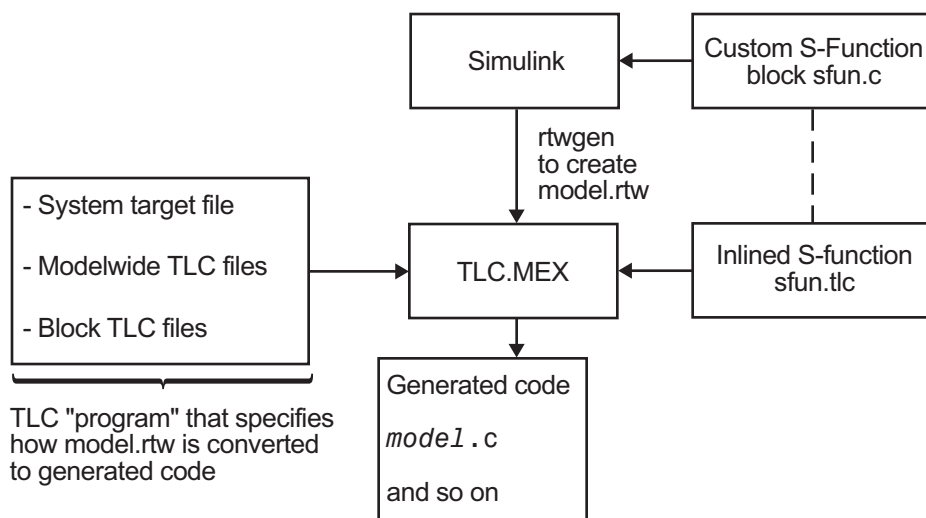 Simulink
Custom S-Function
block sfun.c
rtwgen
to create
model.rtw
- System target file
- Modelwide TLC files
- Block TLC files
TLC.MEX
Inlined S-function
sfun.tlc
Generated code
model.c
and so on
TLC "program" that specifies
how model.rtw is converted
to generated code